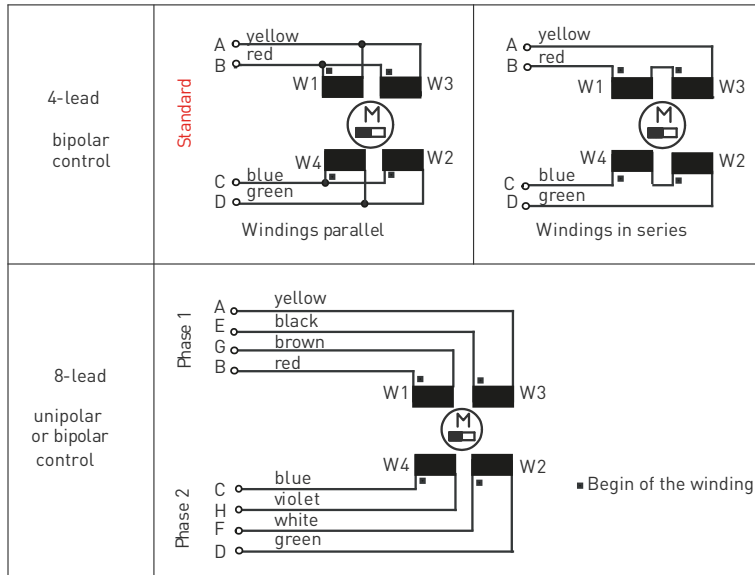 4-lead
bipolar
control
Standard
A yellow
B red
W1 W3
M
W4 W2
C blue
D green
Windings parallel
A yellow
B red
W1 W3
M
W4 W2
C blue
D green
Windings in series
8-lead
unipolar
or bipolar
control
Phase 1
A yellow
E black
G brown
B red
W1 W3
M
W4 W2
Phase 2
C blue
H violet
F white
D green
Begin of the winding